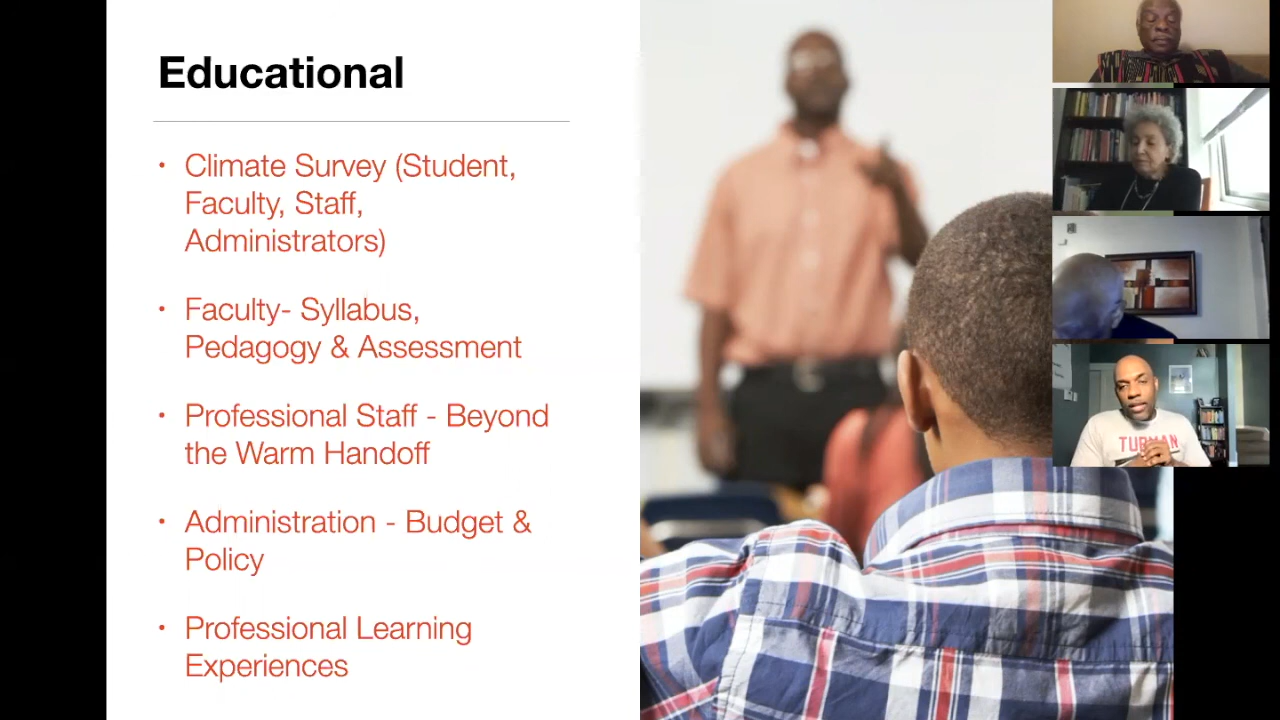 Educational
• Climate Survey (Student,
Faculty, Staff,
Administrators)
• Faculty- Syllabus,
Pedagogy & Assessment
• Professional Staff - Beyond
the Warm Handoff
• Administration - Budget &
Policy
• Professional Learning
Experiences
TUBMAN